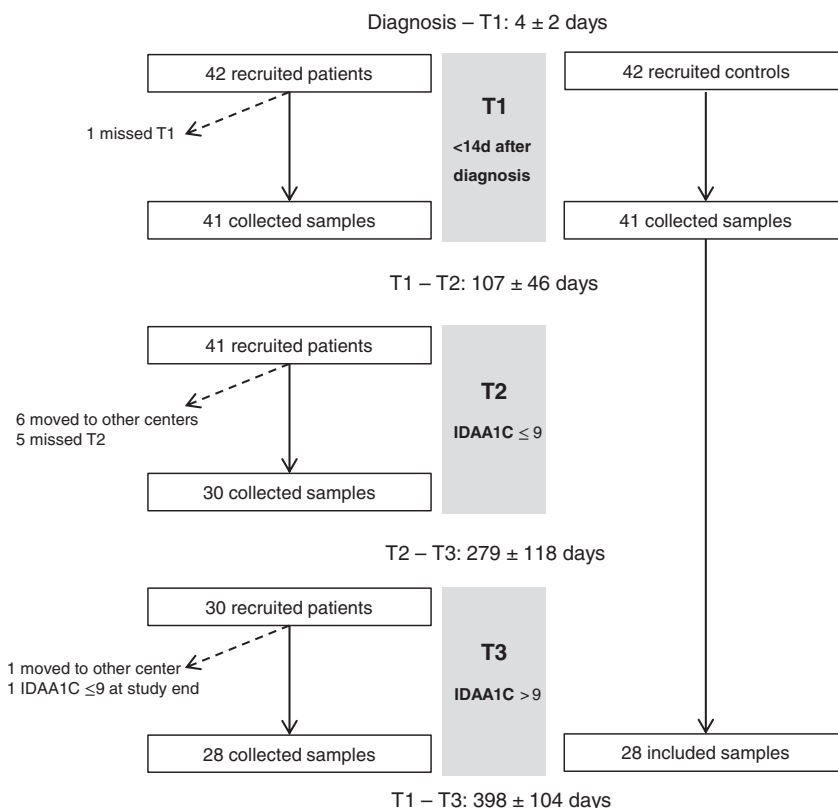 Diagnosis – T1: 4 ± 2 days
42 recruited patients
42 recruited controls
T1
<14d after
diagnosis
1 missed T1
41 collected samples
41 collected samples
T1 – T2: 107 ± 46 days
41 recruited patients
T2
IDAA1C ≤ 9
6 moved to other centers
5 missed T2
30 collected samples
T2 – T3: 279 ± 118 days
30 recruited patients
T3
IDAA1C > 9
1 moved to other center
1 IDAA1C ≤9 at study end
28 collected samples
28 included samples
T1 – T3: 398 ± 104 days